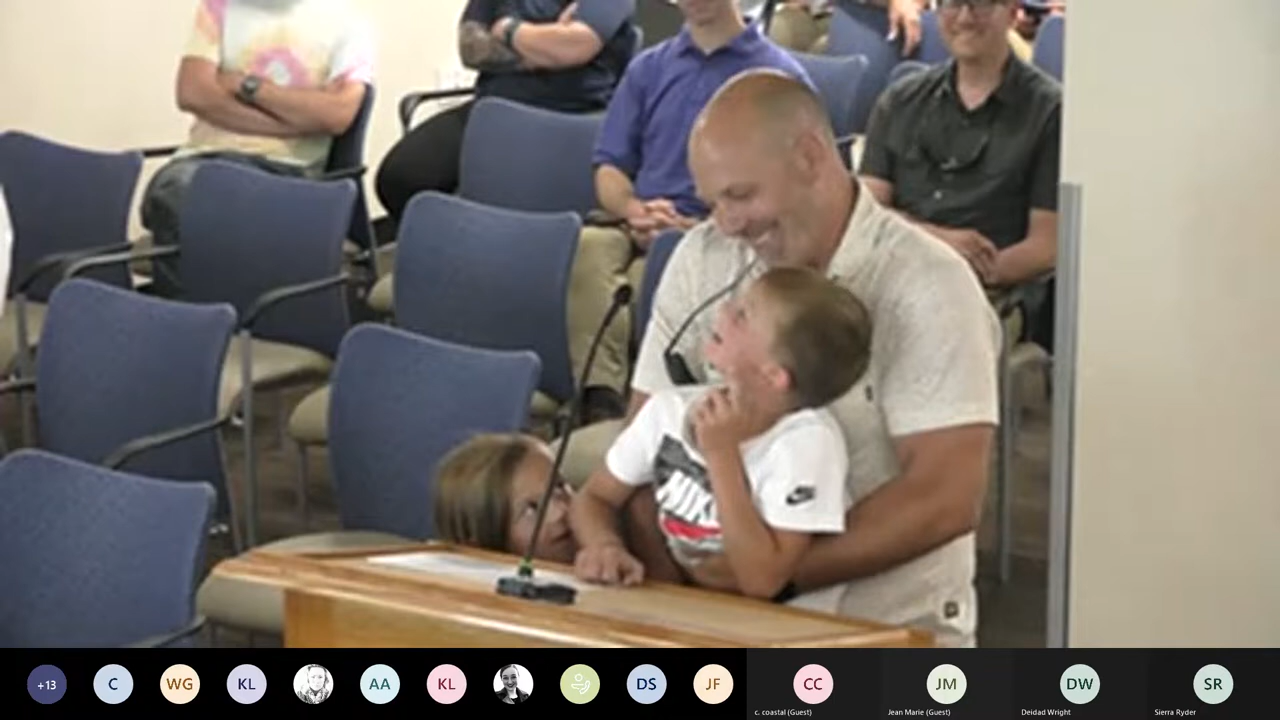 NIKE
+13
C
WG
KL
AA
KL
DS
JF
CC
JM
DW
SR
c. coastal (Guest)
Jean Marie (Guest)
Deidad Wright
Sierra Ryder